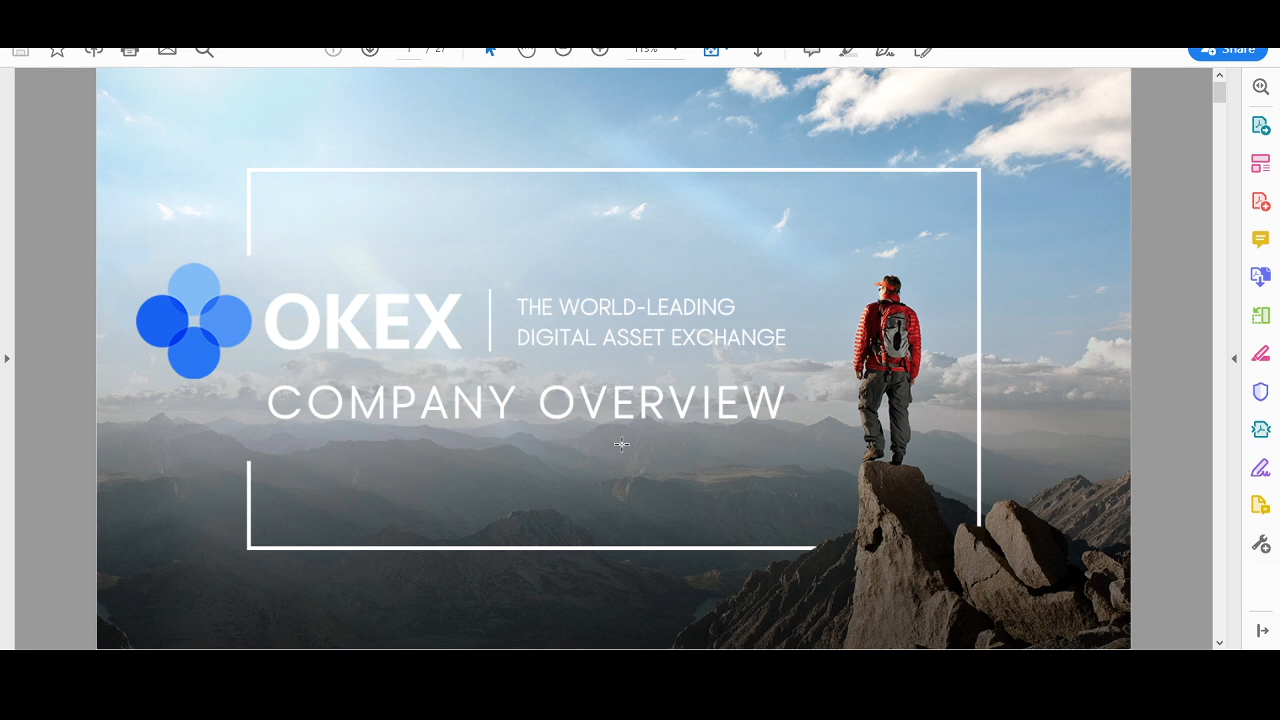 Share
OKEX
THE WORLD-LEADING
DIGITAL ASSET EXCHANGE
COMPANY OVERVIEW